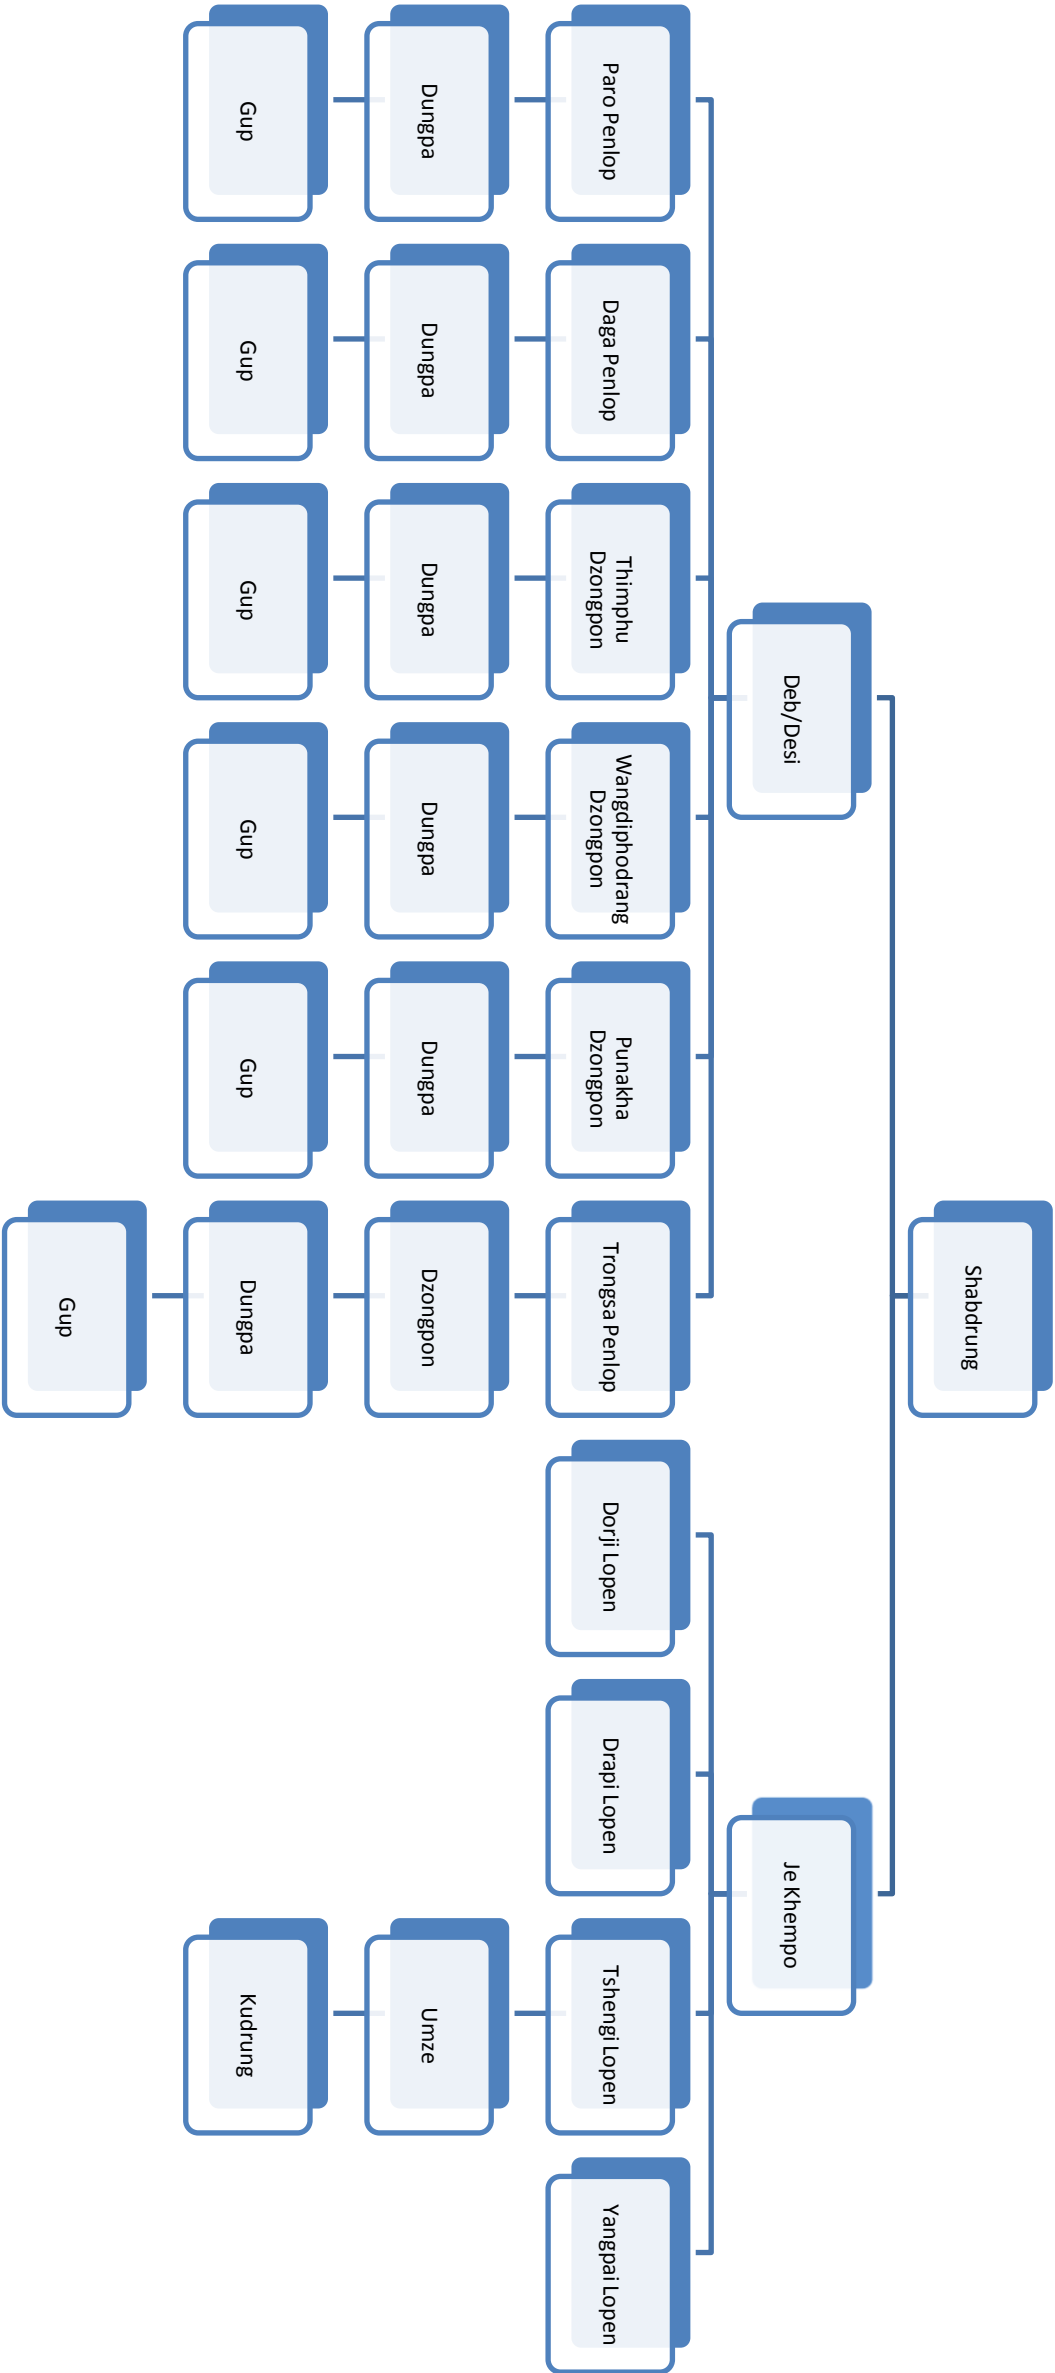 Shabdrung
Deb/Desi
Je Khempo
Paro Penlop
Daga Penlop
Thimphu
Dzongpon
Wangdiphodrang
Dzongpon
Punakha
Dzongpon
Trongsa Penlop
Dorji Lopen
Drapi Lopen
Tshengi Lopen
Yangpai Lopen
Dungpa
Dungpa
Dungpa
Dungpa
Dungpa
Dzongpon
Umze
Gup
Gup
Gup
Gup
Gup
Dungpa
Kudrung
Gup